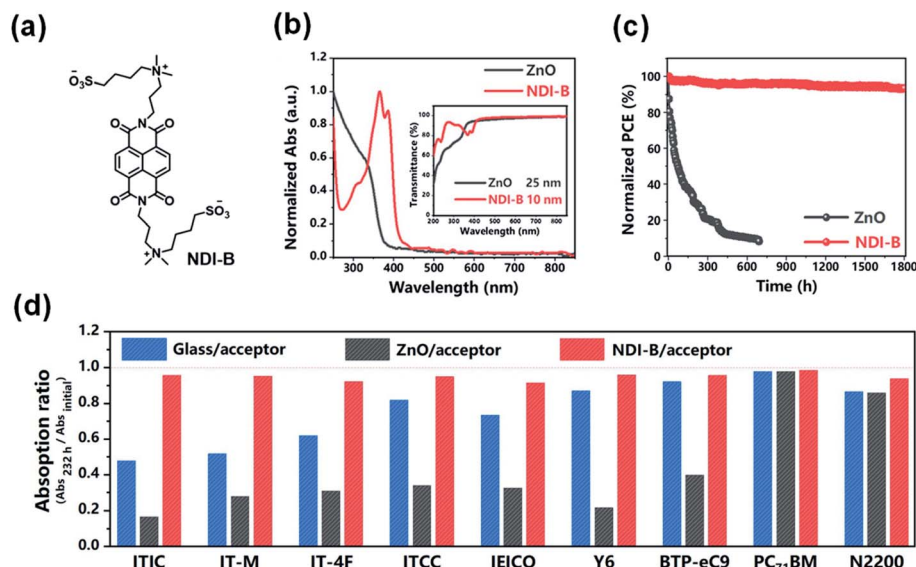 (a)
⊖
O₃S
N
+
O
N
O
O
N
O
⊖
SO₃
N
+
NDI-B
(b)
Normalized Abs (a.u.)
1.2
1.0
0.8
0.6
0.4
0.2
0.0
ZnO
NDI-B
Transmittance (%)
100
80
60
40
20
0
ZnO 25 nm
NDI-B 10 nm
200 300 400 500 600 700 800
Wavelength (nm)
300 400 500 600 700 800
Wavelength (nm)
(c)
Normalized PCE (%)
100
80
60
40
20
0
ZnO
NDI-B
0 300 600 900 1200 1500 1800
Time (h)
(d)
Absoption ratio
(Abs 232 h / Abs initial)
1.2
1.0
0.8
0.6
0.4
0.2
0.0
Glass/acceptor ZnO/acceptor NDI-B/acceptor
ITIC IT-M IT-4F ITCC IEICO Y6 BTP-eC9 PC₇₁BM N2200